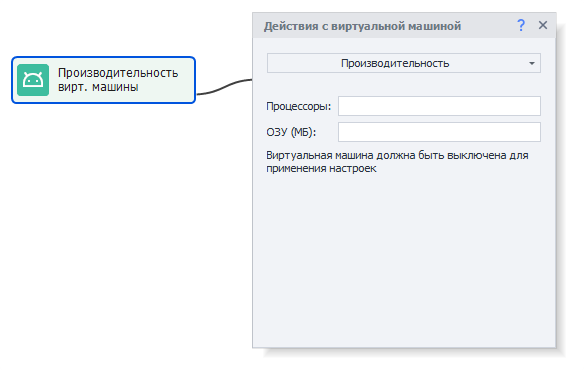 Производительность
вирт. машины
Действия с виртуальной машиной ?
Производительность
Процессоры:
ОЗУ (МБ):
Виртуальная машина должна быть выключена для
применения настроек